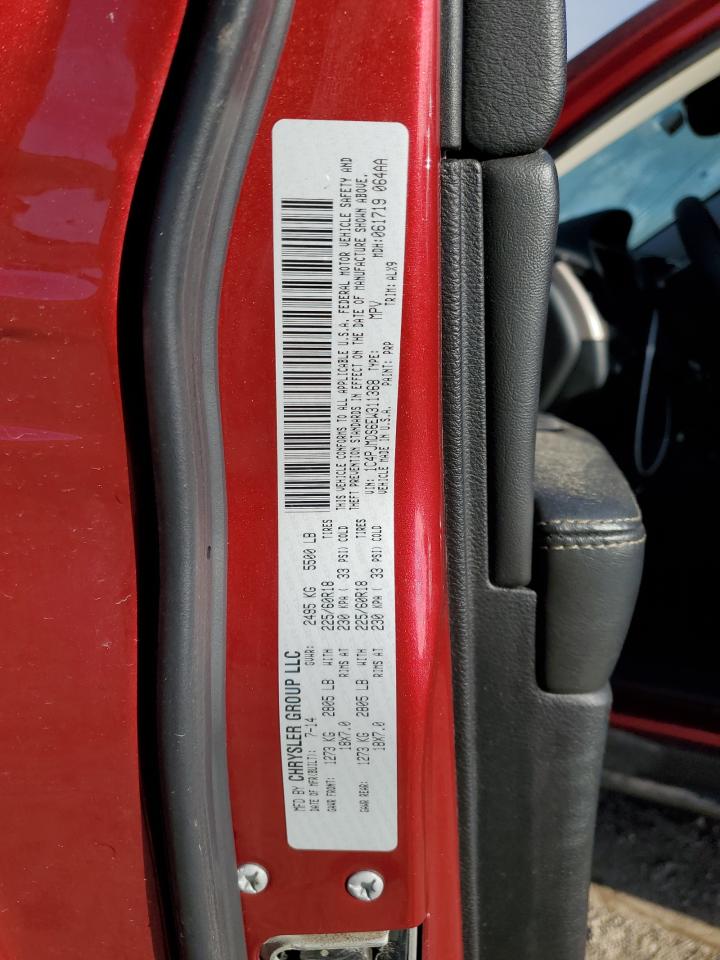 MFD BY CHRYSLER GROUP LLC
DATE OF MFR(BUILT): 7-14 GVWR: 2495 KG 5500 LB
GAWR FRONT: 1273 KG 2805 LB WITH 225/60R18 TIRES
18X7.0 RIMS AT 230 KPA ( 33 PSI) COLD
GAWR REAR: 1273 KG 2805 LB WITH 225/60R18 TIRES
18X7.0 RIMS AT 230 KPA ( 33 PSI) COLD
THIS VEHICLE CONFORMS TO ALL APPLICABLE U.S.A. FEDERAL MOTOR VEHICLE SAFETY AND
THEFT PREVENTION STANDARDS IN EFFECT ON THE DATE OF MANUFACTURE SHOWN ABOVE.
VIN: 1C4PJMDS6EW311368 TYPE: MPV MDH:061719 064AA
VEHICLE MADE IN U.S.A. PAINT: PRP TRIM: ALX9